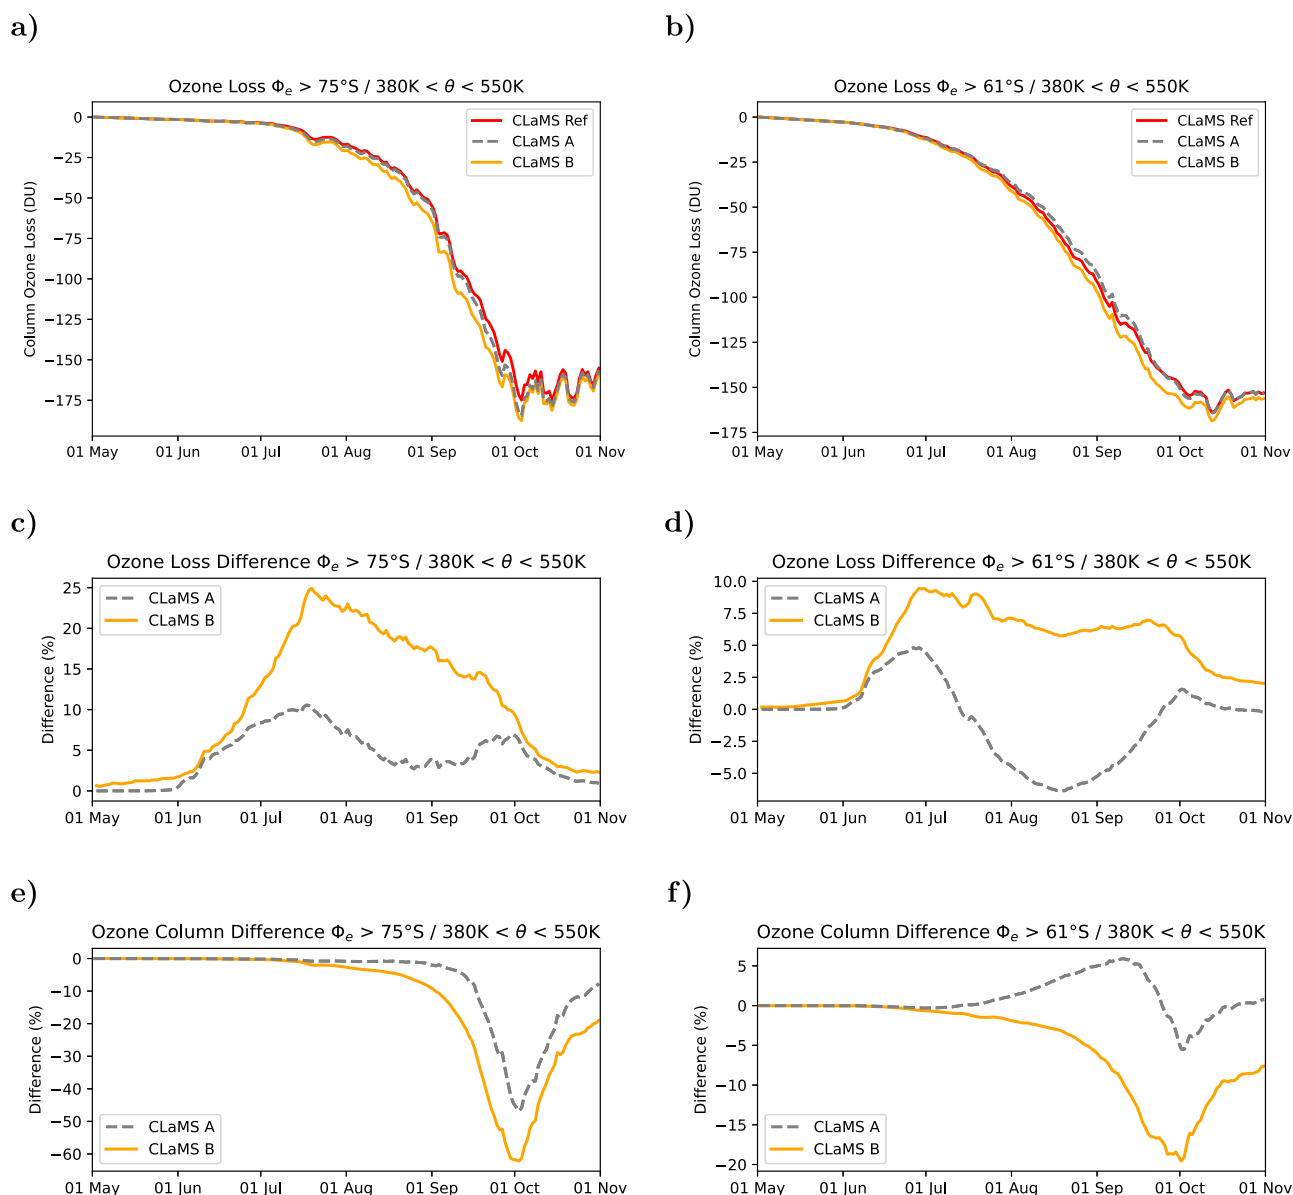 a)
Ozone Loss Φe > 75°S / 380K < θ < 550K
Column Ozone Loss (DU)
0
−25
−50
−75
−100
−125
−150
−175
01 May 01 Jun 01 Jul 01 Aug 01 Sep 01 Oct 01 Nov
CLaMS Ref
CLaMS A
CLaMS B
b)
Ozone Loss Φe > 61°S / 380K < θ < 550K
Column Ozone Loss (DU)
0
−25
−50
−75
−100
−125
−150
−175
01 May 01 Jun 01 Jul 01 Aug 01 Sep 01 Oct 01 Nov
CLaMS Ref
CLaMS A
CLaMS B
c)
Ozone Loss Difference Φe > 75°S / 380K < θ < 550K
Difference (%)
25
20
15
10
5
0
01 May 01 Jun 01 Jul 01 Aug 01 Sep 01 Oct 01 Nov
CLaMS A
CLaMS B
d)
Ozone Loss Difference Φe > 61°S / 380K < θ < 550K
Difference (%)
10.0
7.5
5.0
2.5
0.0
−2.5
−5.0
01 May 01 Jun 01 Jul 01 Aug 01 Sep 01 Oct 01 Nov
CLaMS A
CLaMS B
e)
Ozone Column Difference Φe > 75°S / 380K < θ < 550K
Difference (%)
0
−10
−20
−30
−40
−50
−60
01 May 01 Jun 01 Jul 01 Aug 01 Sep 01 Oct 01 Nov
CLaMS A
CLaMS B
f)
Ozone Column Difference Φe > 61°S / 380K < θ < 550K
Difference (%)
5
0
−5
−10
−15
−20
01 May 01 Jun 01 Jul 01 Aug 01 Sep 01 Oct 01 Nov
CLaMS A
CLaMS B